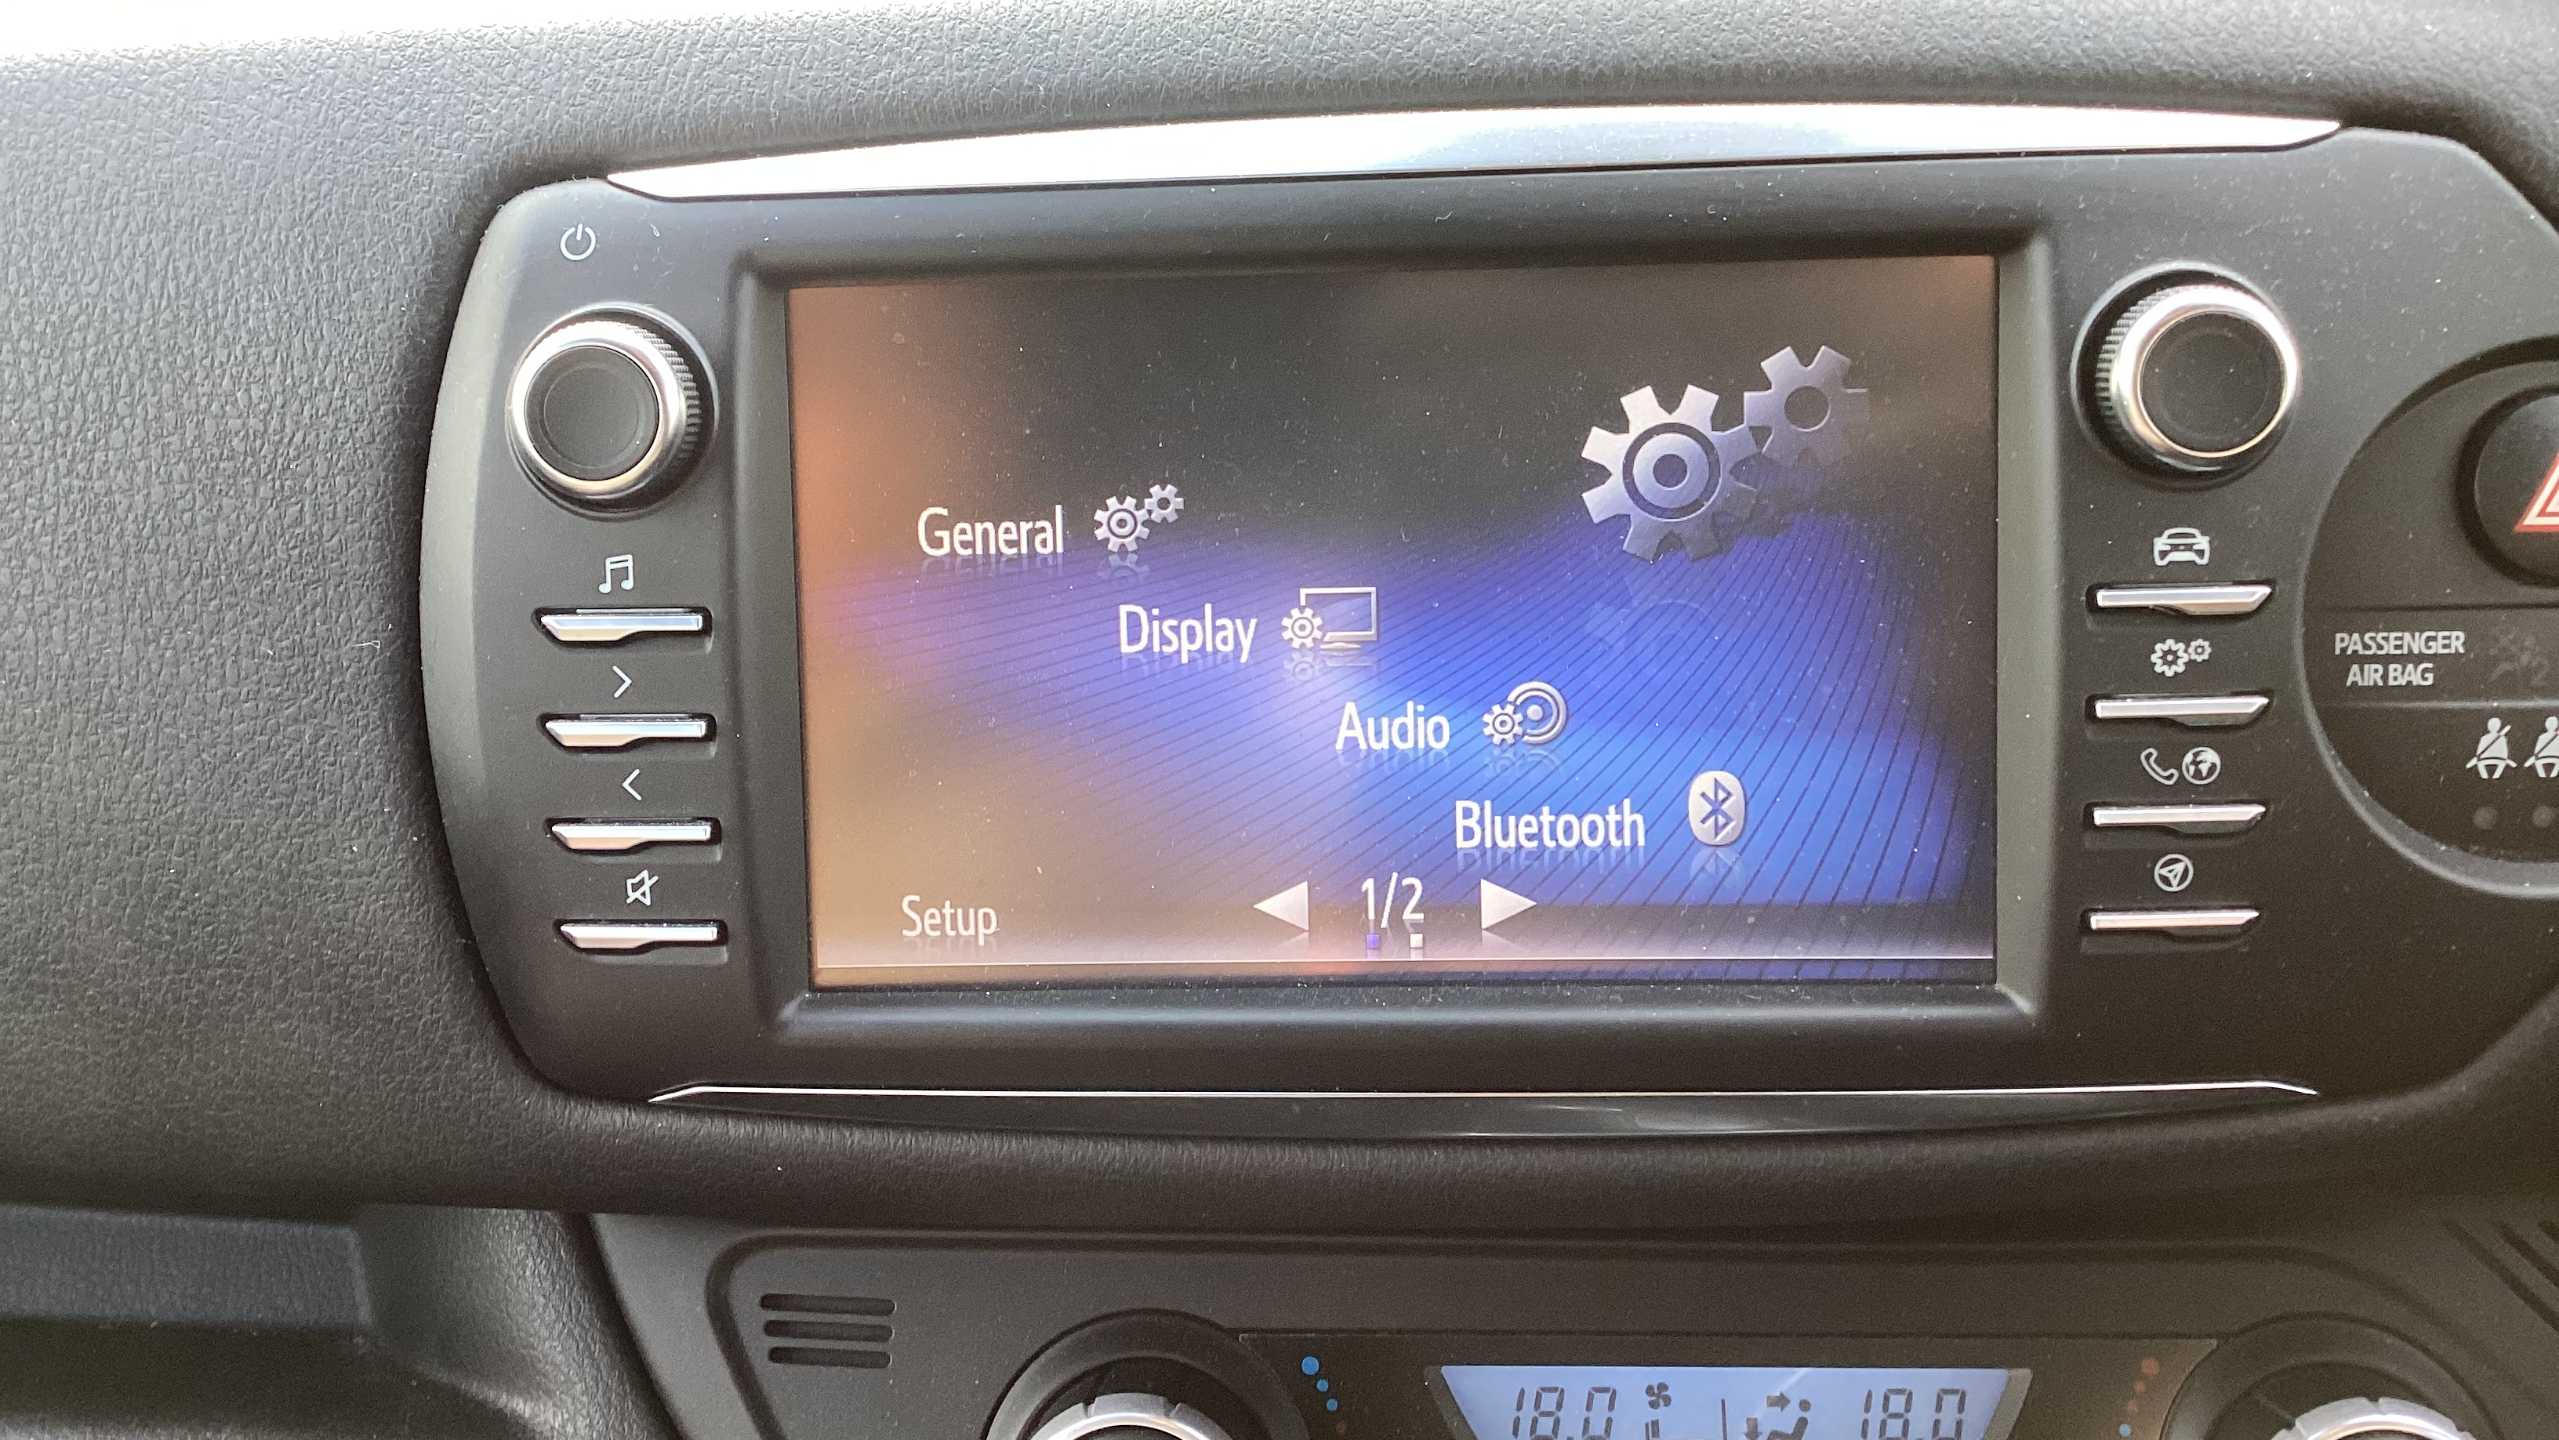 General
Display
Audio
Bluetooth
Setup
1/2
PASSENGER
AIR BAG
18.0
18.0